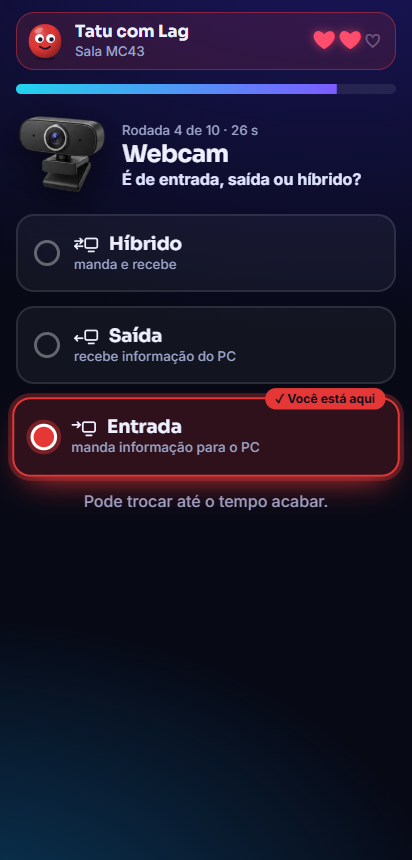 Tatu com Lag
Sala MC43
Rodada 4 de 10 · 26 s
Webcam
É de entrada, saída ou híbrido?
Híbrido
manda e recebe
Saída
recebe informação do PC
✓ Você está aqui
Entrada
manda informação para o PC
Pode trocar até o tempo acabar.